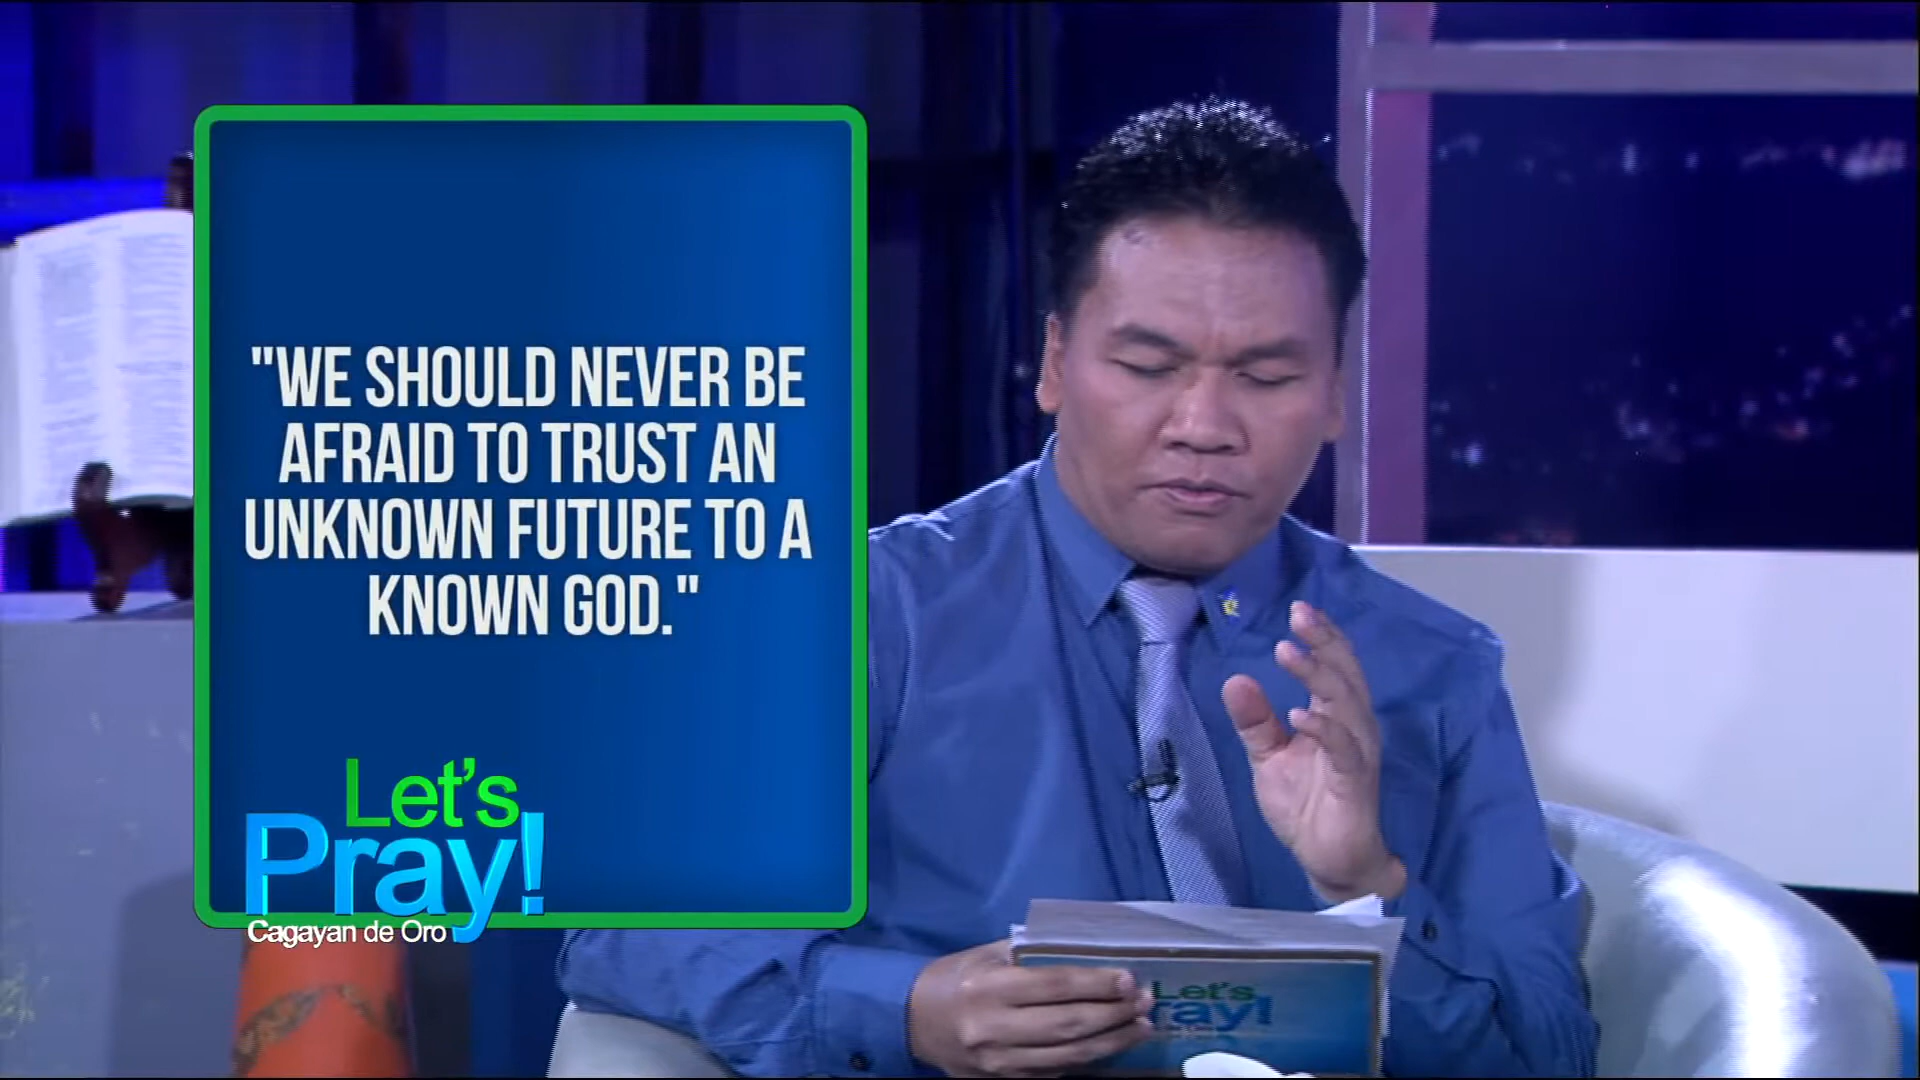 "WE SHOULD NEVER BE
AFRAID TO TRUST AN
UNKNOWN FUTURE TO A
KNOWN GOD."
Let's
Pray!
Cagayan de Oro
Let's
ray!